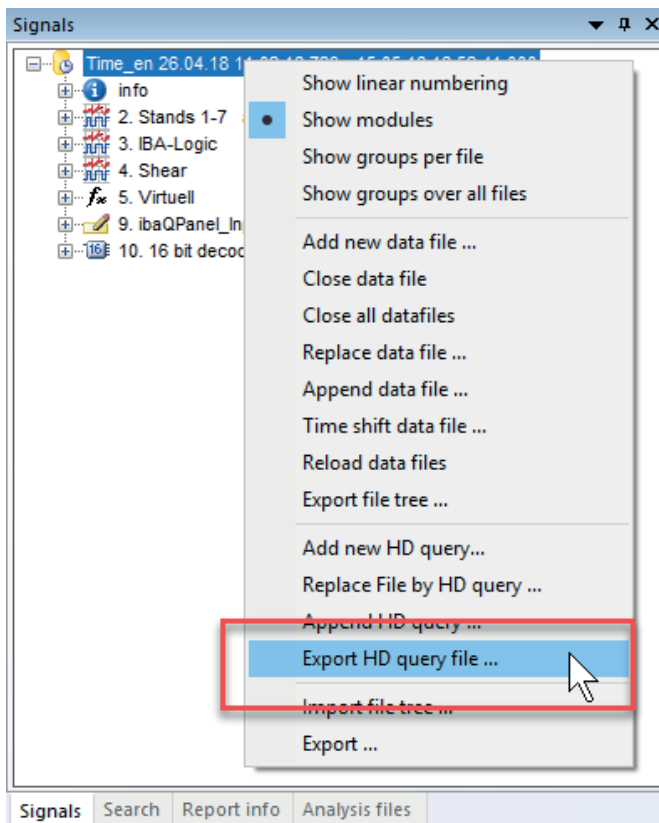 Signals
Time_en 26.04.18
info
2. Stands 1-7
3. IBA-Logic
4. Shear
fx 5. Virtuell
9. ibaQPanel_In
16 10. 16 bit decod
Show linear numbering
Show modules
Show groups per file
Show groups over all files
Add new data file ...
Close data file
Close all datafiles
Replace data file ...
Append data file ...
Time shift data file ...
Reload data files
Export file tree ...
Add new HD query...
Replace File by HD query ...
Append HD query ...
Export HD query file ...
Import file tree ...
Export ...
Signals Search Report info Analysis files